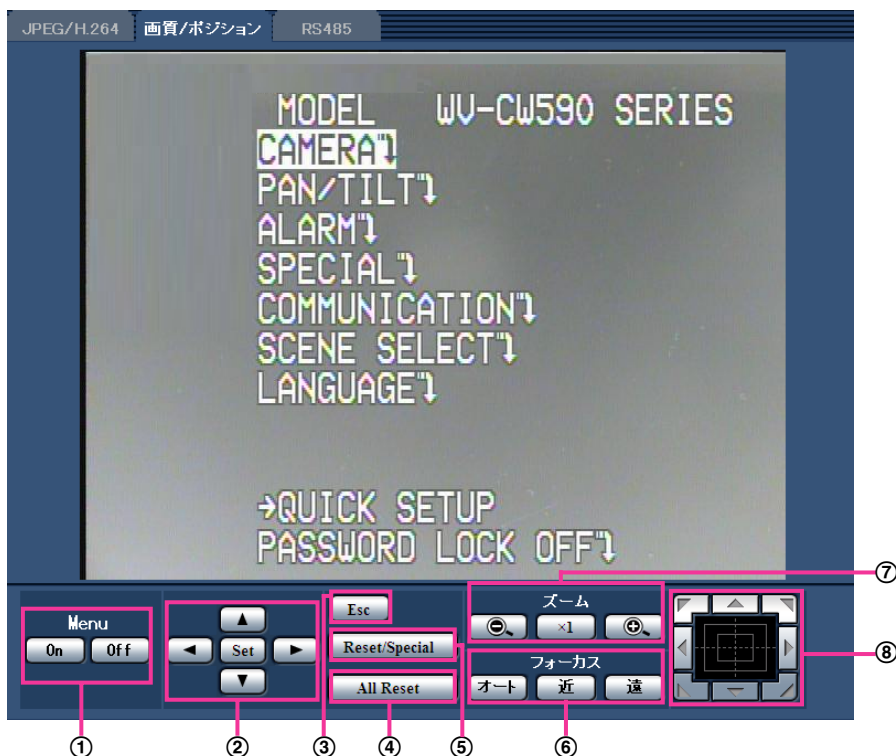 JPEG/H.264 画質/ポジション RS485
MODEL WV-CW590 SERIES
CAMERA
PAN/TILT
ALARM
SPECIAL
COMMUNICATION
SCENE SELECT
LANGUAGE
→QUICK SETUP
PASSWORD LOCK OFF
⑦
Menu
On Off
Set
Esc
Reset/Special
All Reset
ズーム
×1
フォーカス
オート 近 遠
⑧
① ② ③ ④ ⑤ ⑥